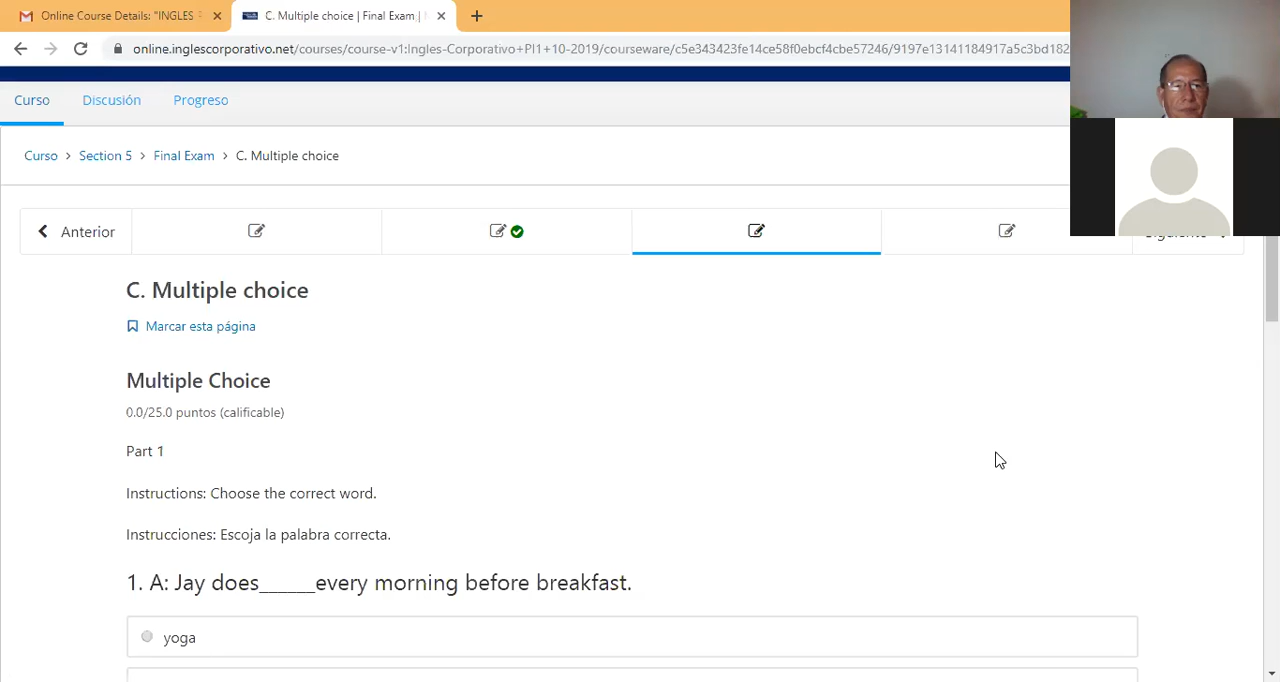 Online Course Details: "INGLES
C. Multiple choice | Final Exam |
online.inglescorporativo.net/courses/course-v1:Ingles-Corporativo+PI1+10-2019/courseware/c5e343423fe14ce58f0ebcf4cbe57246/9197e13141184917a5c3bd182
Curso Discusión Progreso
Curso > Section 5 > Final Exam > C. Multiple choice
Anterior
C. Multiple choice
Marcar esta página
Multiple Choice
0.0/25.0 puntos (calificable)
Part 1
Instructions: Choose the correct word.
Instrucciones: Escoja la palabra correcta.
1. A: Jay does______every morning before breakfast.
yoga